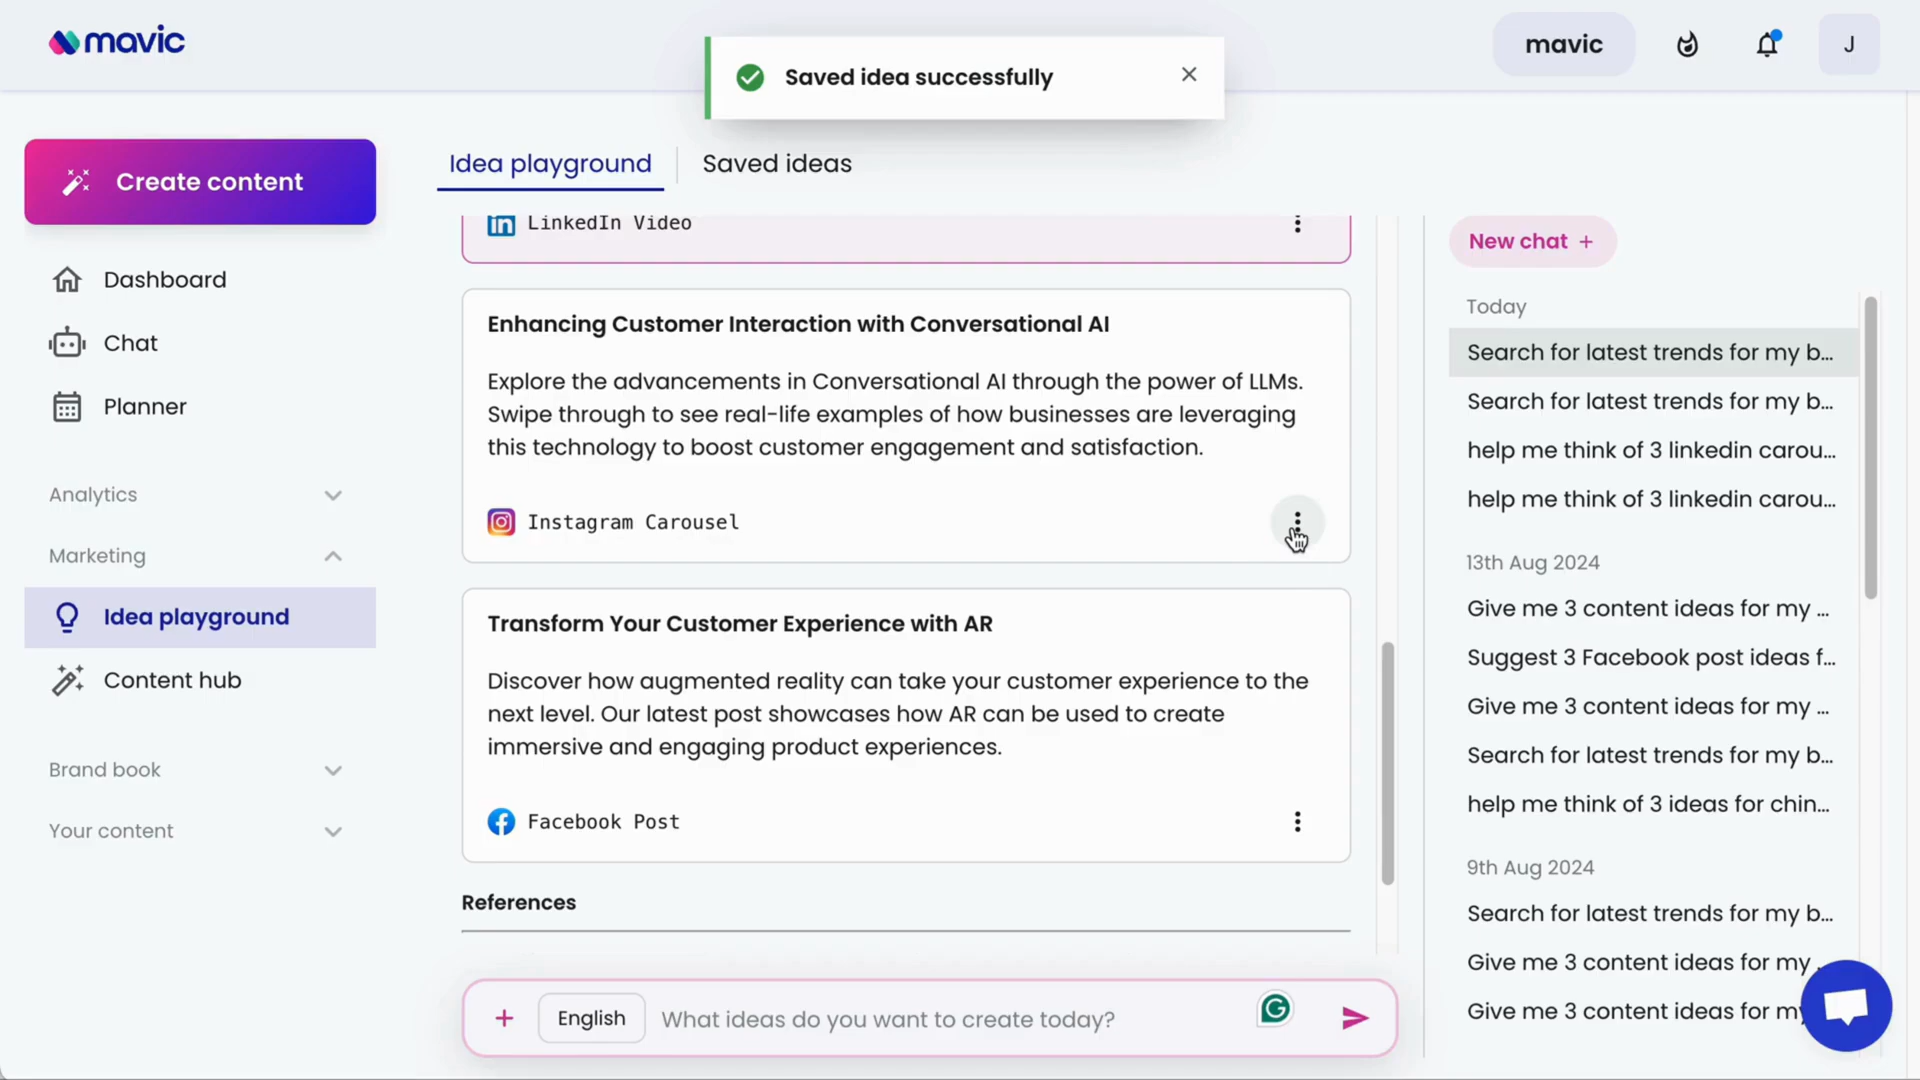 mavic
Saved idea successfully
mavic
J
Create content
Dashboard
Chat
Planner
Analytics
Marketing
Idea playground
Content hub
Brand book
Your content
Idea playground
Saved ideas
LinkedIn Video
Enhancing Customer Interaction with Conversational AI
Explore the advancements in Conversational AI through the power of LLMs.
Swipe through to see real-life examples of how businesses are leveraging
this technology to boost customer engagement and satisfaction.
Instagram Carousel
Transform Your Customer Experience with AR
Discover how augmented reality can take your customer experience to the
next level. Our latest post showcases how AR can be used to create
immersive and engaging product experiences.
Facebook Post
References
English
What ideas do you want to create today?
New chat +
Today
Search for latest trends for my b...
Search for latest trends for my b...
help me think of 3 linkedin carou...
help me think of 3 linkedin carou...
13th Aug 2024
Give me 3 content ideas for my ...
Suggest 3 Facebook post ideas f...
Give me 3 content ideas for my ...
Search for latest trends for my b...
help me think of 3 ideas for chin...
9th Aug 2024
Search for latest trends for my b...
Give me 3 content ideas for my
Give me 3 content ideas for my